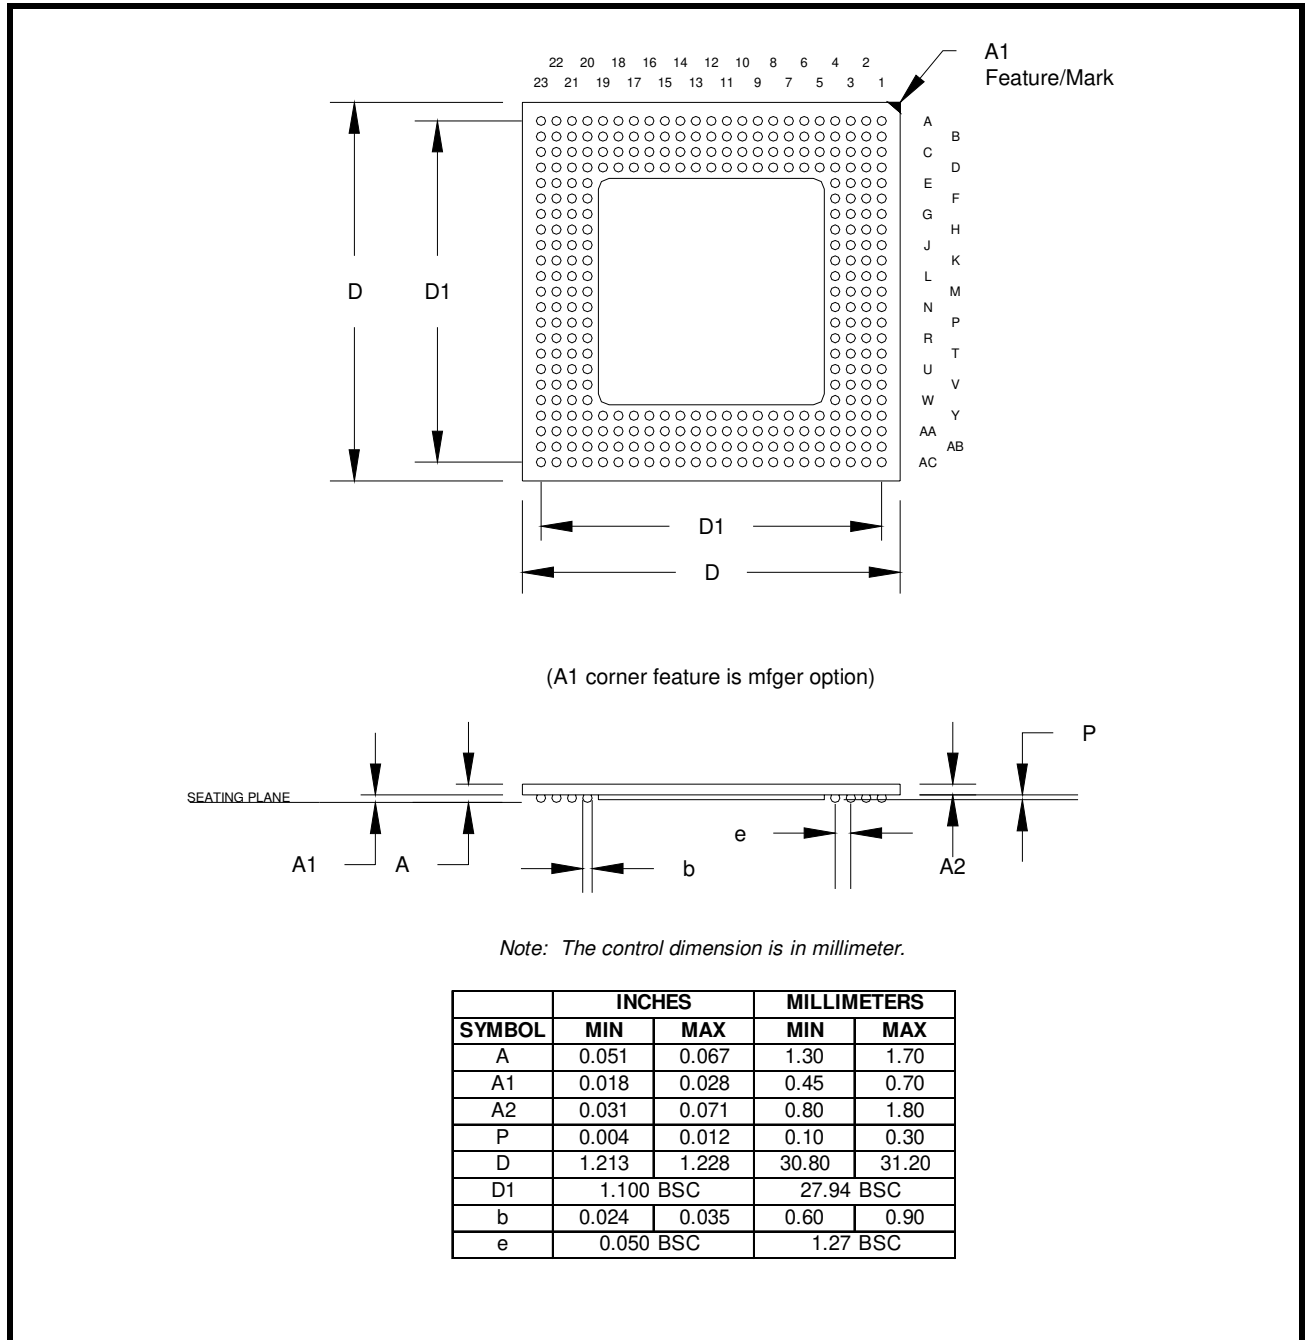 A1
Feature/Mark
22 20 18 16 14 12 10 8 6 4 2
23 21 19 17 15 13 11 9 7 5 3 1
A
B
C
D
E
F
G
H
J
K
L
M
N
P
R
T
U
V
W
Y
AA
AB
AC
D
D1
D1
D
(A1 corner feature is mfger option)
P
SEATING PLANE
e
A1
A
b
A2
Note: The control dimension is in millimeter.
INCHES MILLIMETERS
SYMBOL MIN MAX MIN MAX
A 0.051 0.067 1.30 1.70
A1 0.018 0.028 0.45 0.70
A2 0.031 0.071 0.80 1.80
P 0.004 0.012 0.10 0.30
D 1.213 1.228 30.80 31.20
D1 1.100 BSC 27.94 BSC
b 0.024 0.035 0.60 0.90
e 0.050 BSC 1.27 BSC